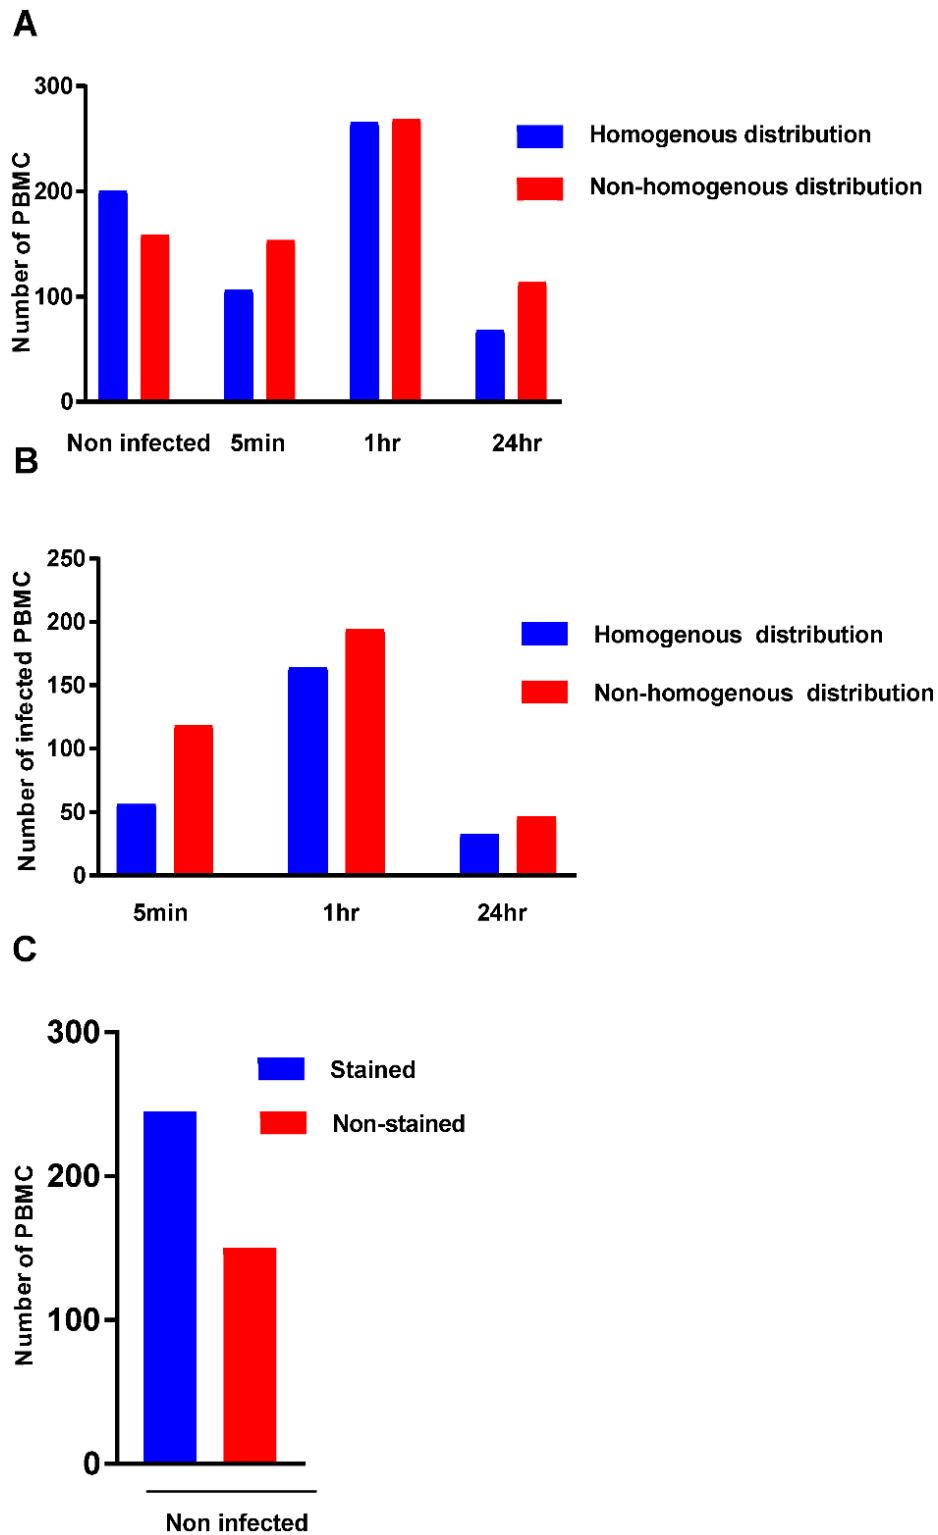 A
Number of PBMC
300
200
100
0
Homogenous distribution
Non-homogenous distribution
Non infected 5min 1hr 24hr
B
Number of infected PBMC
250
200
150
100
50
0
Homogenous distribution
Non-homogenous distribution
5min 1hr 24hr
C
Number of PBMC
300
200
100
0
Stained
Non-stained
Non infected